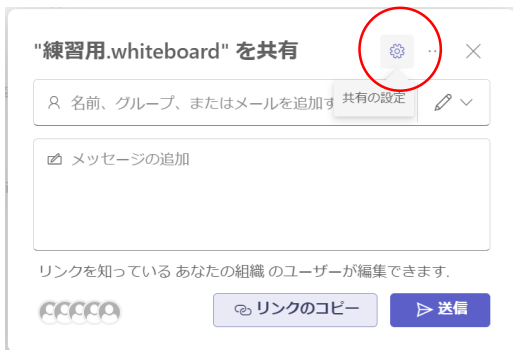 "練習用.whiteboard" を共有
名前、グループ、またはメールを追加す
共有の設定
メッセージの追加
リンクを知っている あなたの組織 のユーザーが編集できます.
リンクのコピー
送信